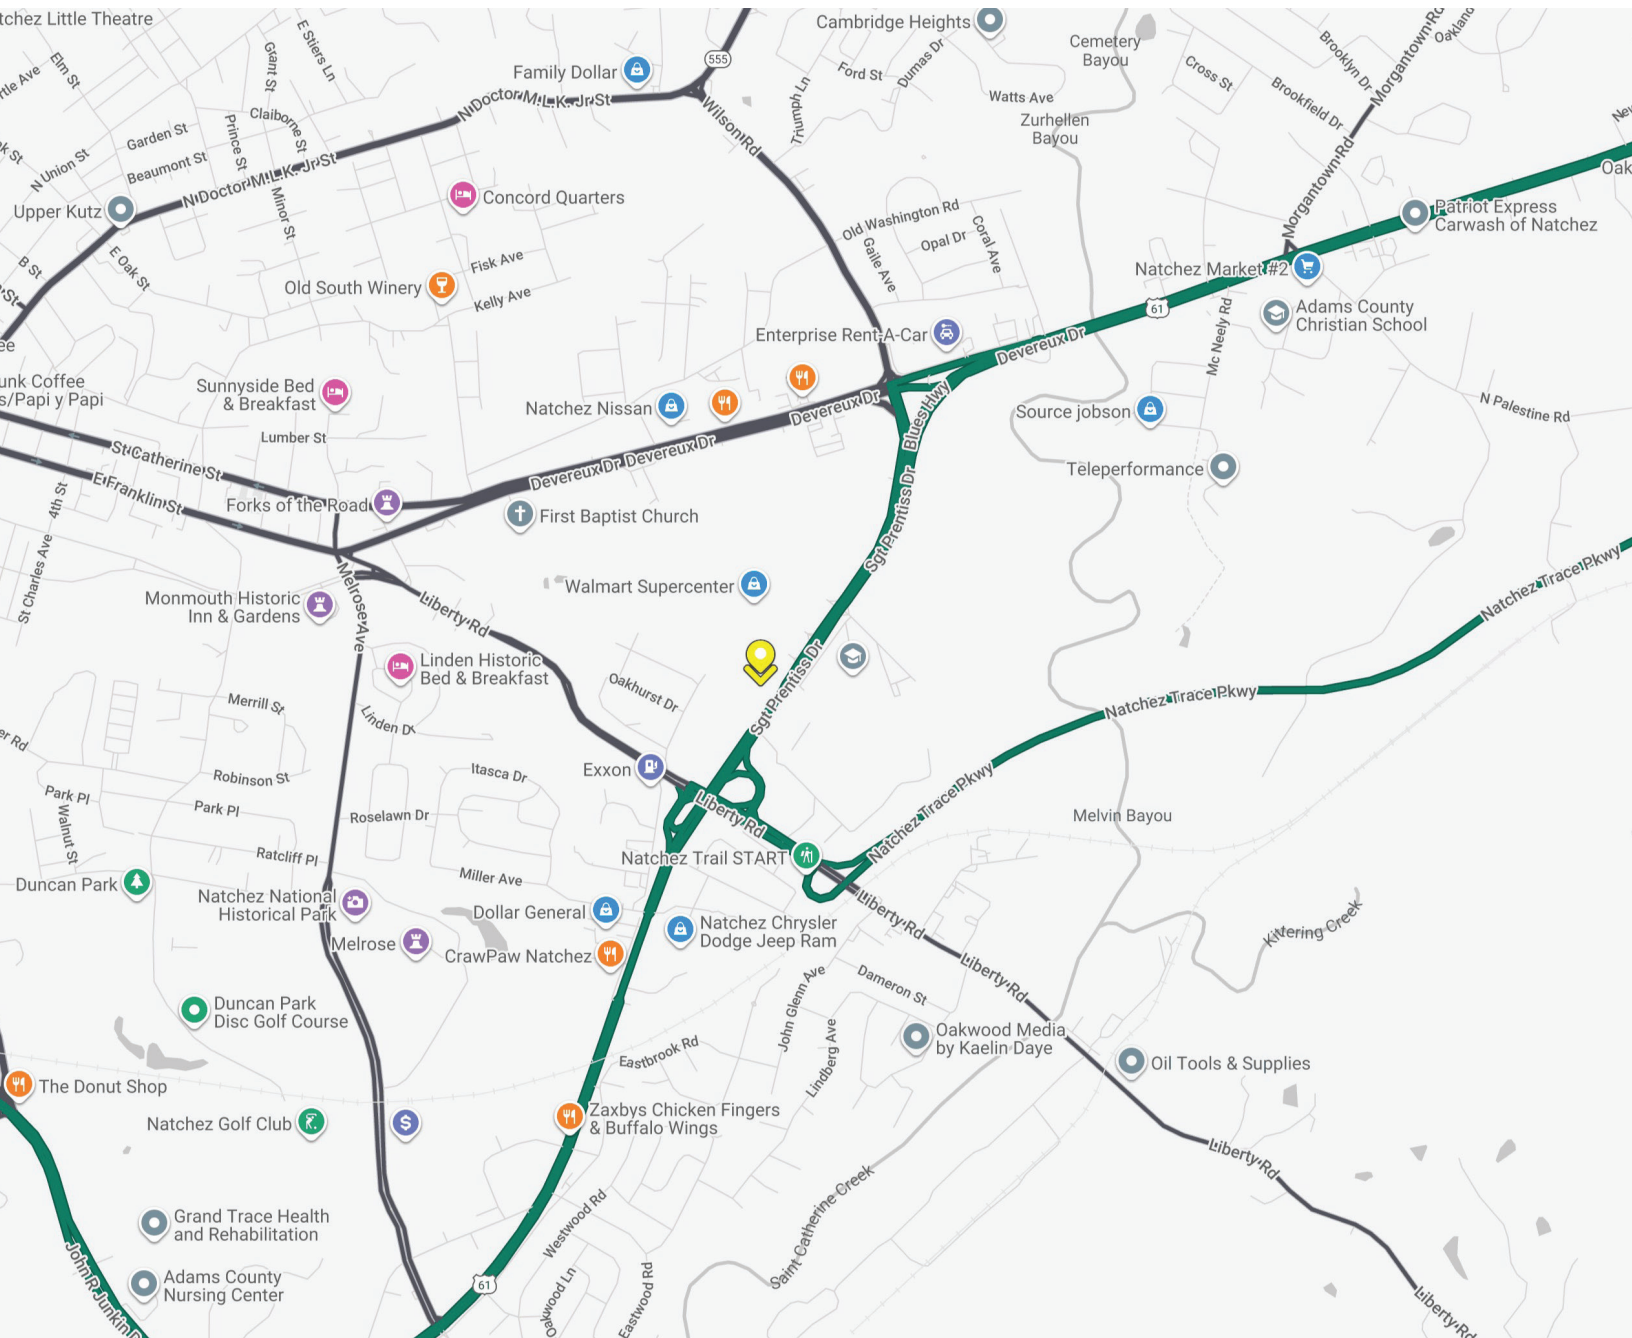 tchez Little Theatre
Cambridge Heights
Cemetery
Bayou
555
Family Dollar
Elm St
Grant St
E Stiers Ln
Ford St
Dumas Dr
Triumph Ln
Cross St
Brooklyn Dr
Morgantown Rd
Oakland
rtle Ave
Brookfield Dr
Watts Ave
Zurhellen
Bayou
N Doctor M.L.K. Jr St
Wilson Rd
Claiborne St
Garden St
Prince St
N Union St
Beaumont St
N Doctor M.L.K. Jr St
Minor St
Morgantown Rd
Oak
Concord Quarters
Upper Kutz
Old Washington Rd
Opal Dr
Coral Ave
Gaile Ave
Patriot Express
Carwash of Natchez
Natchez Market #2
E Oak St
B St
Fisk Ave
Kelly Ave
Old South Winery
61
Adams County
Christian School
Enterprise Rent-A-Car
Devereux Dr
Mc Neely Rd
unk Coffee
s/Papi y Papi
Sunnyside Bed
& Breakfast
Natchez Nissan
Devereux Dr
Blues Hwy
Source jobson
N Palestine Rd
Lumber St
St Catherine St
Devereux Dr
Devereux Dr
Teleperformance
E Franklin St
4th St
Forks of the Road
First Baptist Church
Sgt Prentiss Dr
St Charles Ave
Walmart Supercenter
Natchez Trace Pkwy
Monmouth Historic
Inn & Gardens
Melrose Ave
Liberty Rd
Linden Historic
Bed & Breakfast
Oakhurst Dr
Sgt Prentiss Dr
Natchez Trace Pkwy
Merrill St
Linden D
er Rd
Exxon
Itasca Dr
Robinson St
Park Pl
Park Pl
Walnut St
Roselawn Dr
Liberty Rd
Natchez Trace Pkwy
Melvin Bayou
Ratcliff Pl
Natchez Trail START
Miller Ave
Duncan Park
Natchez National
Historical Park
Dollar General
Natchez Chrysler
Dodge Jeep Ram
Liberty Rd
Kittering Creek
Melrose
CrawPaw Natchez
Liberty Rd
Dameron St
John Glenn Ave
Duncan Park
Disc Golf Course
Oakwood Media
by Kaelin Daye
Lindberg Ave
Eastbrook Rd
Oil Tools & Supplies
The Donut Shop
Natchez Golf Club
Zaxbys Chicken Fingers
& Buffalo Wings
Liberty Rd
Saint Catherine Creek
Grand Trace Health
and Rehabilitation
Westwood Rd
John R Junkin D
Adams County
Nursing Center
61
Oakwood Ln
Eastwood Rd
Liberty Rd